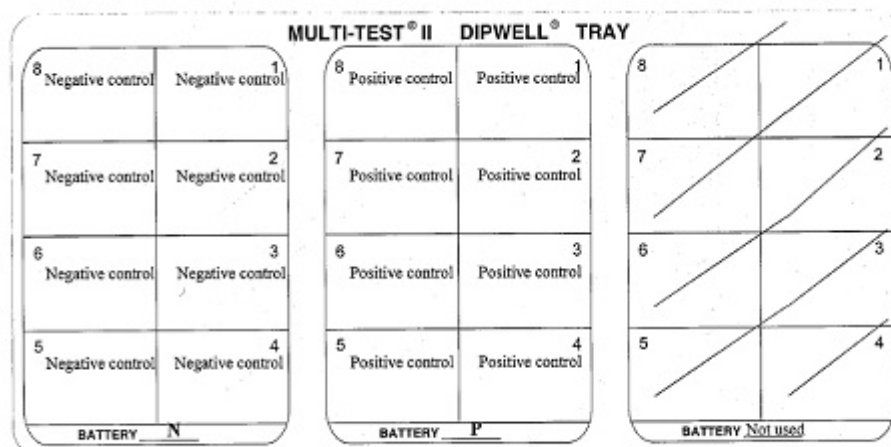 MULTI-TEST® II DIPWELL® TRAY
8 Negative control 1 Negative control
7 Negative control 2 Negative control
6 Negative control 3 Negative control
5 Negative control 4 Negative control
BATTERY N
8 Positive control 1 Positive control
7 Positive control 2 Positive control
6 Positive control 3 Positive control
5 Positive control 4 Positive control
BATTERY P
8 1
7 2
6 3
5 4
BATTERY Not used